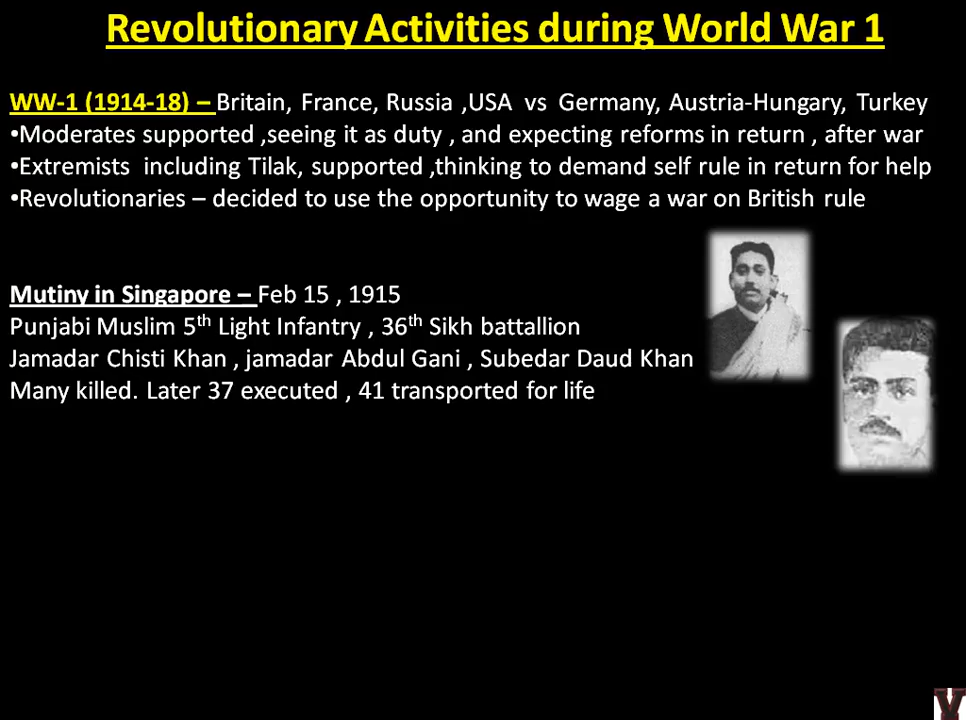 Revolutionary Activities during World War 1
WW-1 (1914-18) – Britain, France, Russia ,USA vs Germany, Austria-Hungary, Turkey
•Moderates supported ,seeing it as duty , and expecting reforms in return , after war
•Extremists including Tilak, supported ,thinking to demand self rule in return for help
•Revolutionaries – decided to use the opportunity to wage a war on British rule
Mutiny in Singapore – Feb 15 , 1915
Punjabi Muslim 5th Light Infantry , 36th Sikh battallion
Jamadar Chisti Khan , jamadar Abdul Gani , Subedar Daud Khan
Many killed. Later 37 executed , 41 transported for life